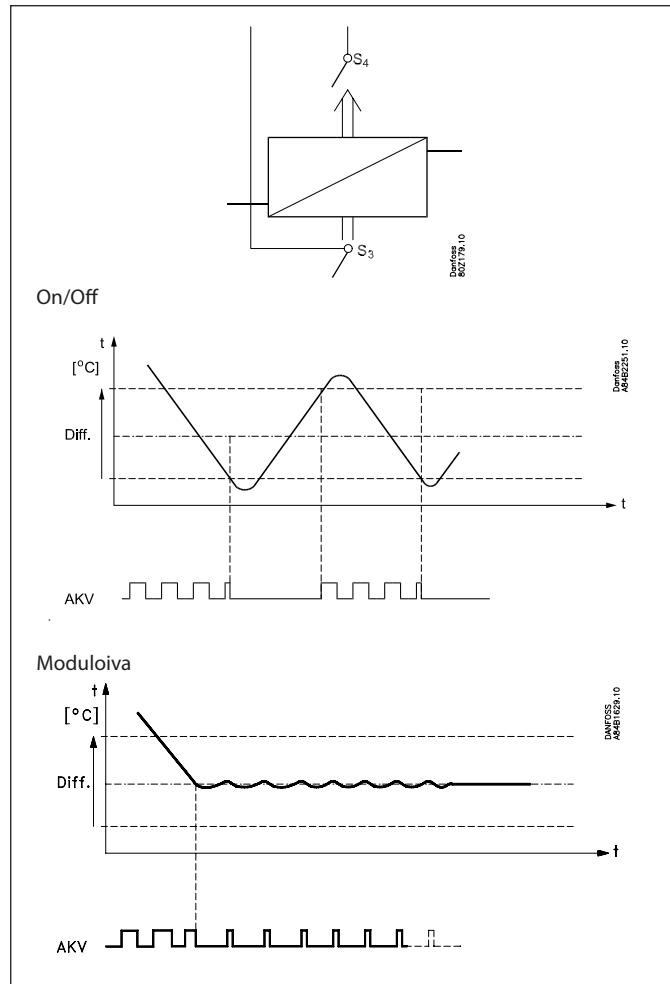 S4
S3
Danfoss
80Z179.10
On/Off
t
[°C]
Diff.
t
Danfoss
A84B2251.10
AKV
Moduloiva
t
[°C]
Diff.
t
DANFOSS
A84B1629.10
AKV